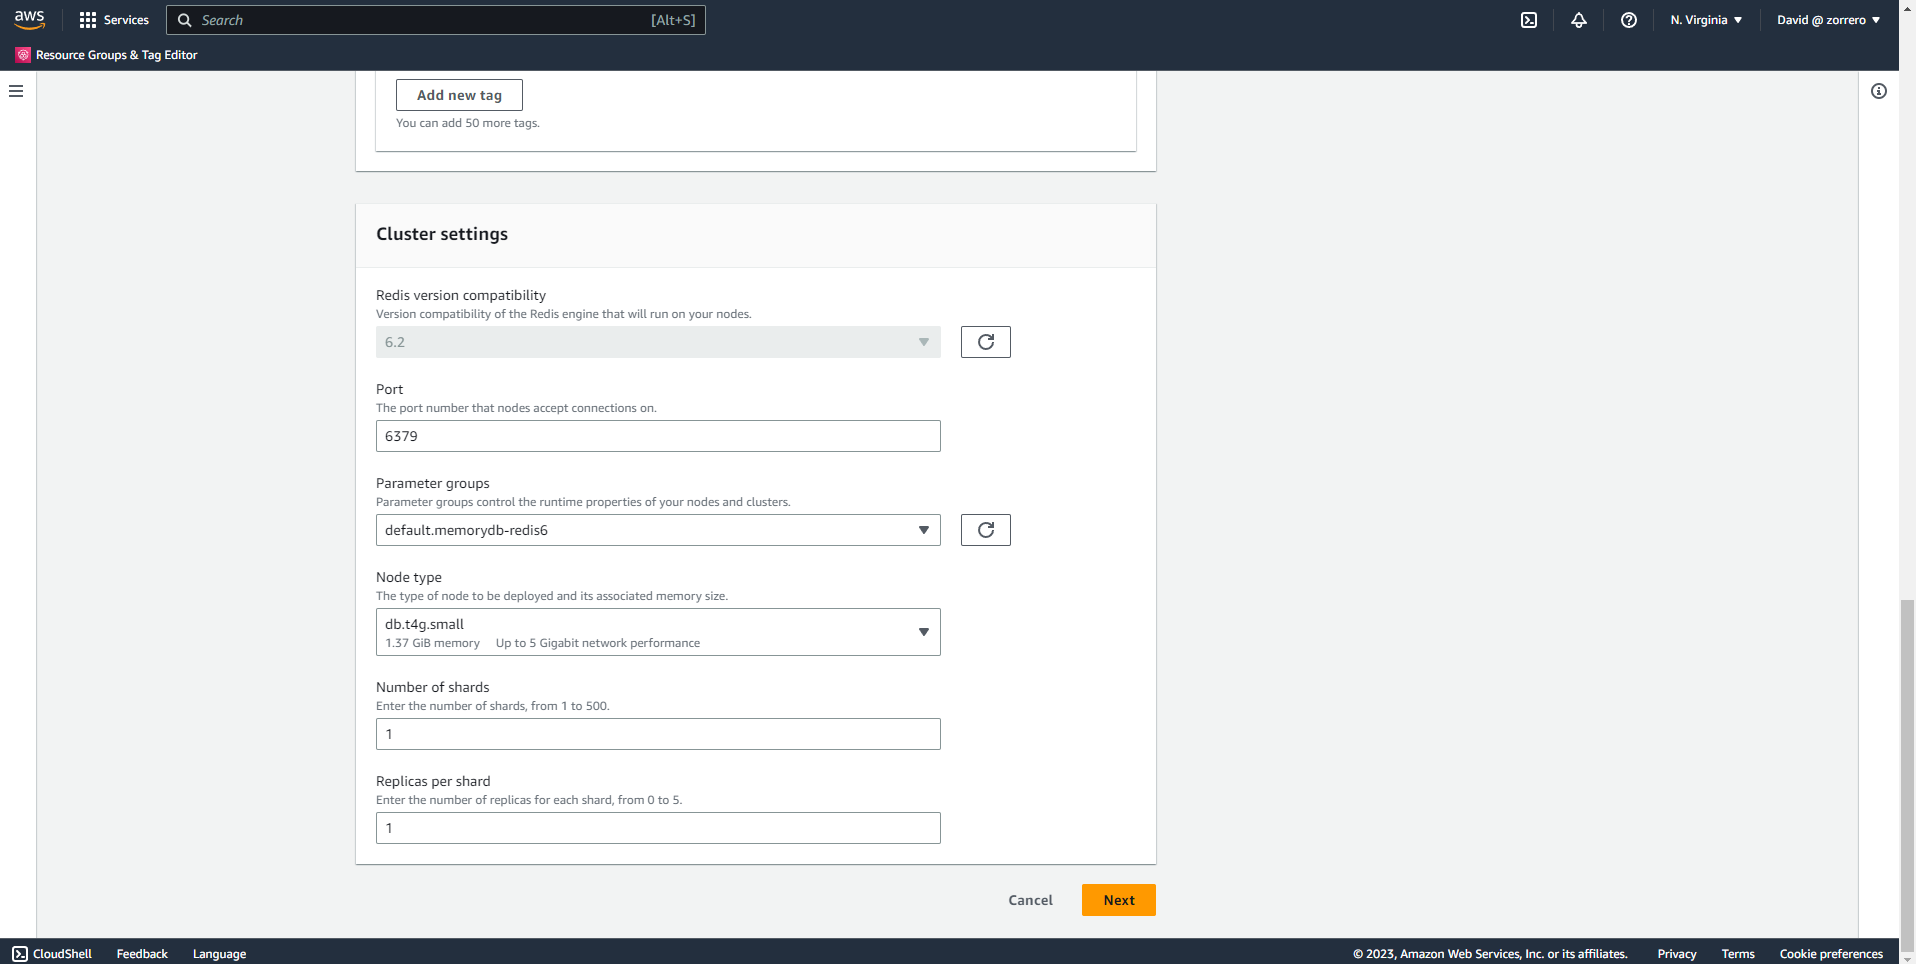 aws
Services
Search
[Alt+S]
N. Virginia
David @ zorrero
Resource Groups & Tag Editor
Add new tag
You can add 50 more tags.
Cluster settings
Redis version compatibility
Version compatibility of the Redis engine that will run on your nodes.
6.2
Port
The port number that nodes accept connections on.
6379
Parameter groups
Parameter groups control the runtime properties of your nodes and clusters.
default.memorydb-redis6
Node type
The type of node to be deployed and its associated memory size.
db.t4g.small
1.37 GiB memory Up to 5 Gigabit network performance
Number of shards
Enter the number of shards, from 1 to 500.
1
Replicas per shard
Enter the number of replicas for each shard, from 0 to 5.
1
Cancel
Next
CloudShell
Feedback
Language
© 2023, Amazon Web Services, Inc. or its affiliates.
Privacy
Terms
Cookie preferences